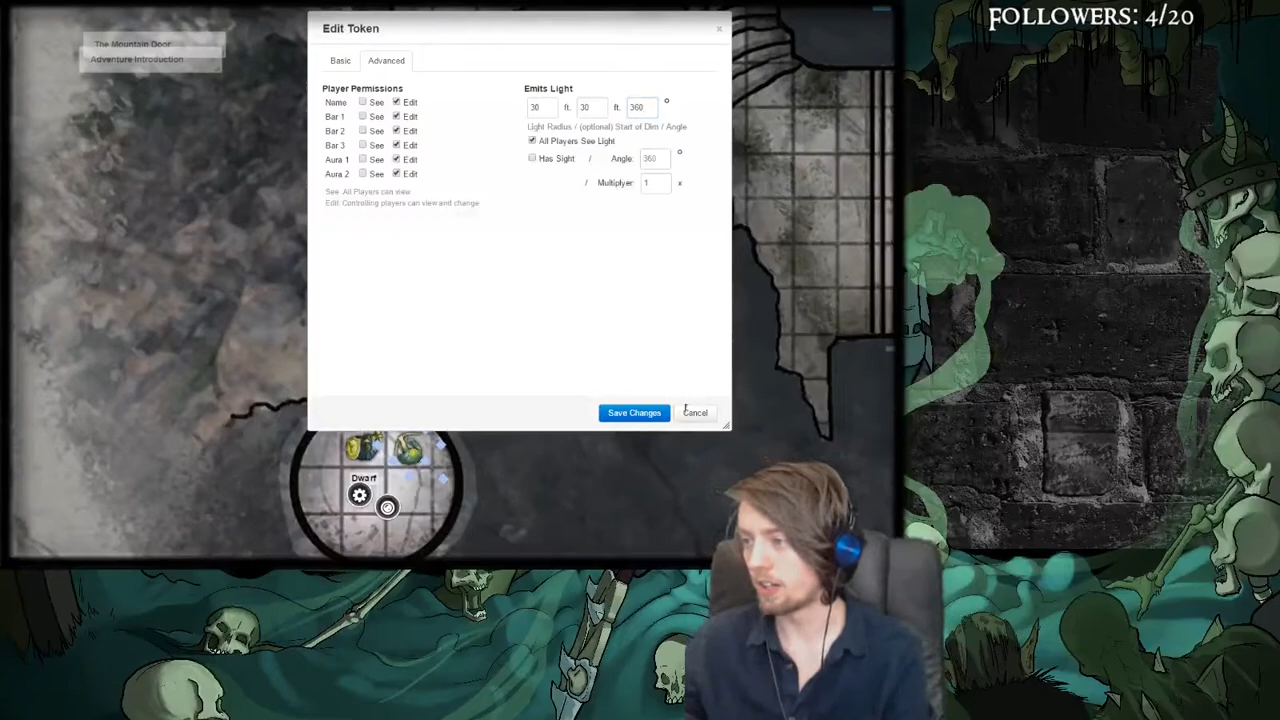 FOLLOWERS: 4/20
The Mountain Door
Adventure Introduction
Edit Token
×
Basic
Advanced
Player Permissions
Name See Edit
Bar 1 See Edit
Bar 2 See Edit
Bar 3 See Edit
Aura 1 See Edit
Aura 2 See Edit
See: All Players can view
Edit: Controlling players can view and change
Emits Light
30 ft. 30 ft. 360 °
Light Radius / (optional) Start of Dim / Angle
All Players See Light
Has Sight / Angle: 360 °
/ Multiplyer: 1 x
Save Changes
Cancel
Dwarf